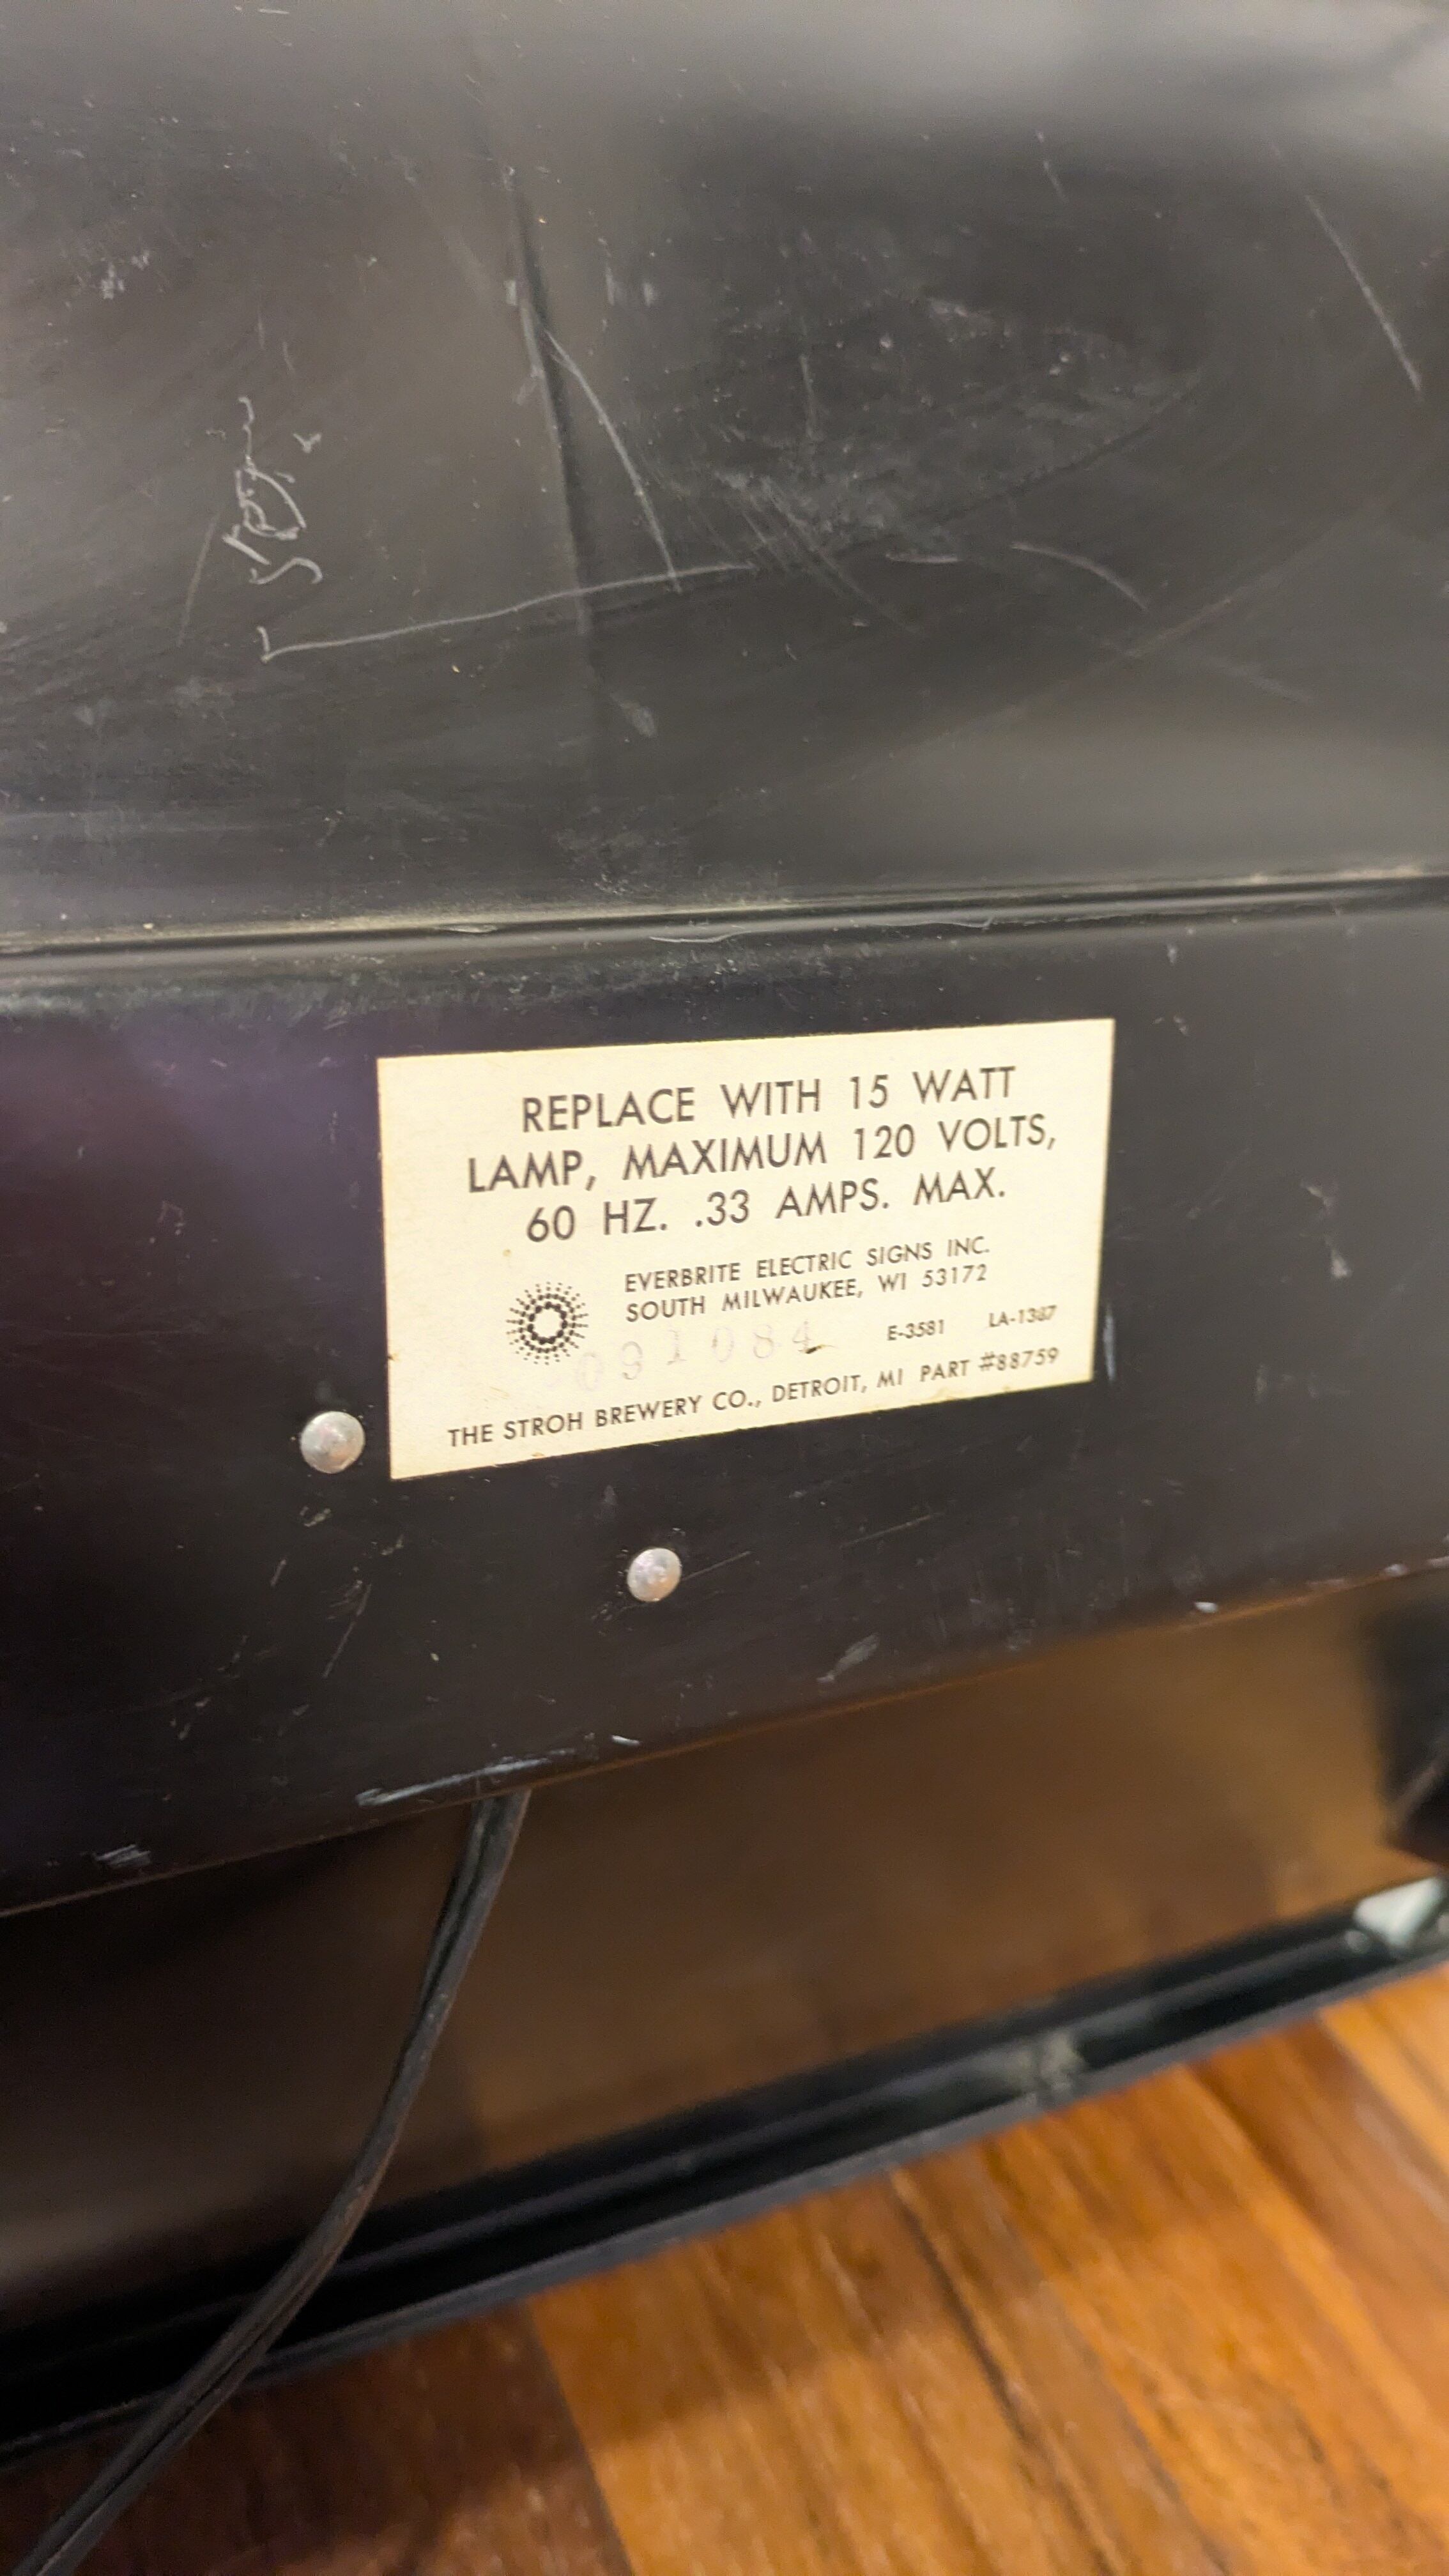 REPLACE WITH 15 WATT
LAMP, MAXIMUM 120 VOLTS,
60 HZ. .33 AMPS. MAX.
EVERBRITE ELECTRIC SIGNS INC.
SOUTH MILWAUKEE, WI 53172
091084 E-3581 LA-1387
THE STROH BREWERY CO., DETROIT, MI PART #88759